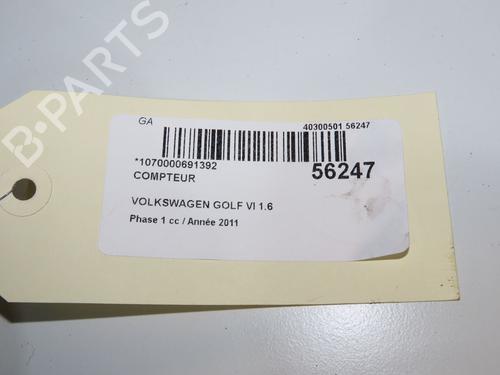 GA
40300501 56247
*1070000691392
56247
COMPTEUR
VOLKSWAGEN GOLF VI 1.6
Phase 1 cc / Année 2011
B-PARTS